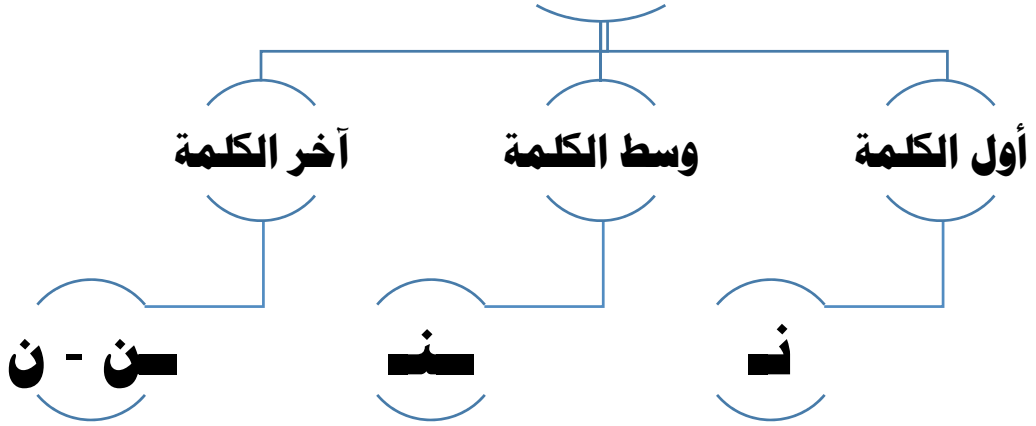 أول الكلمة وسط الكلمة آخر الكلمة
نـ ـنـ ـن - ن